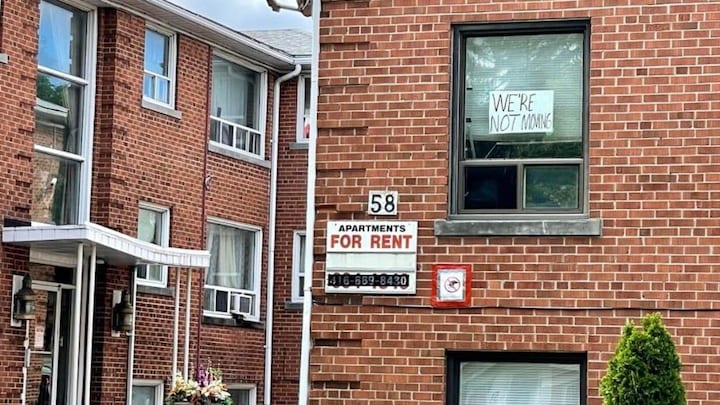 WE'RE
NOT MOVING
58
APARTMENTS
FOR RENT
416-669-8430